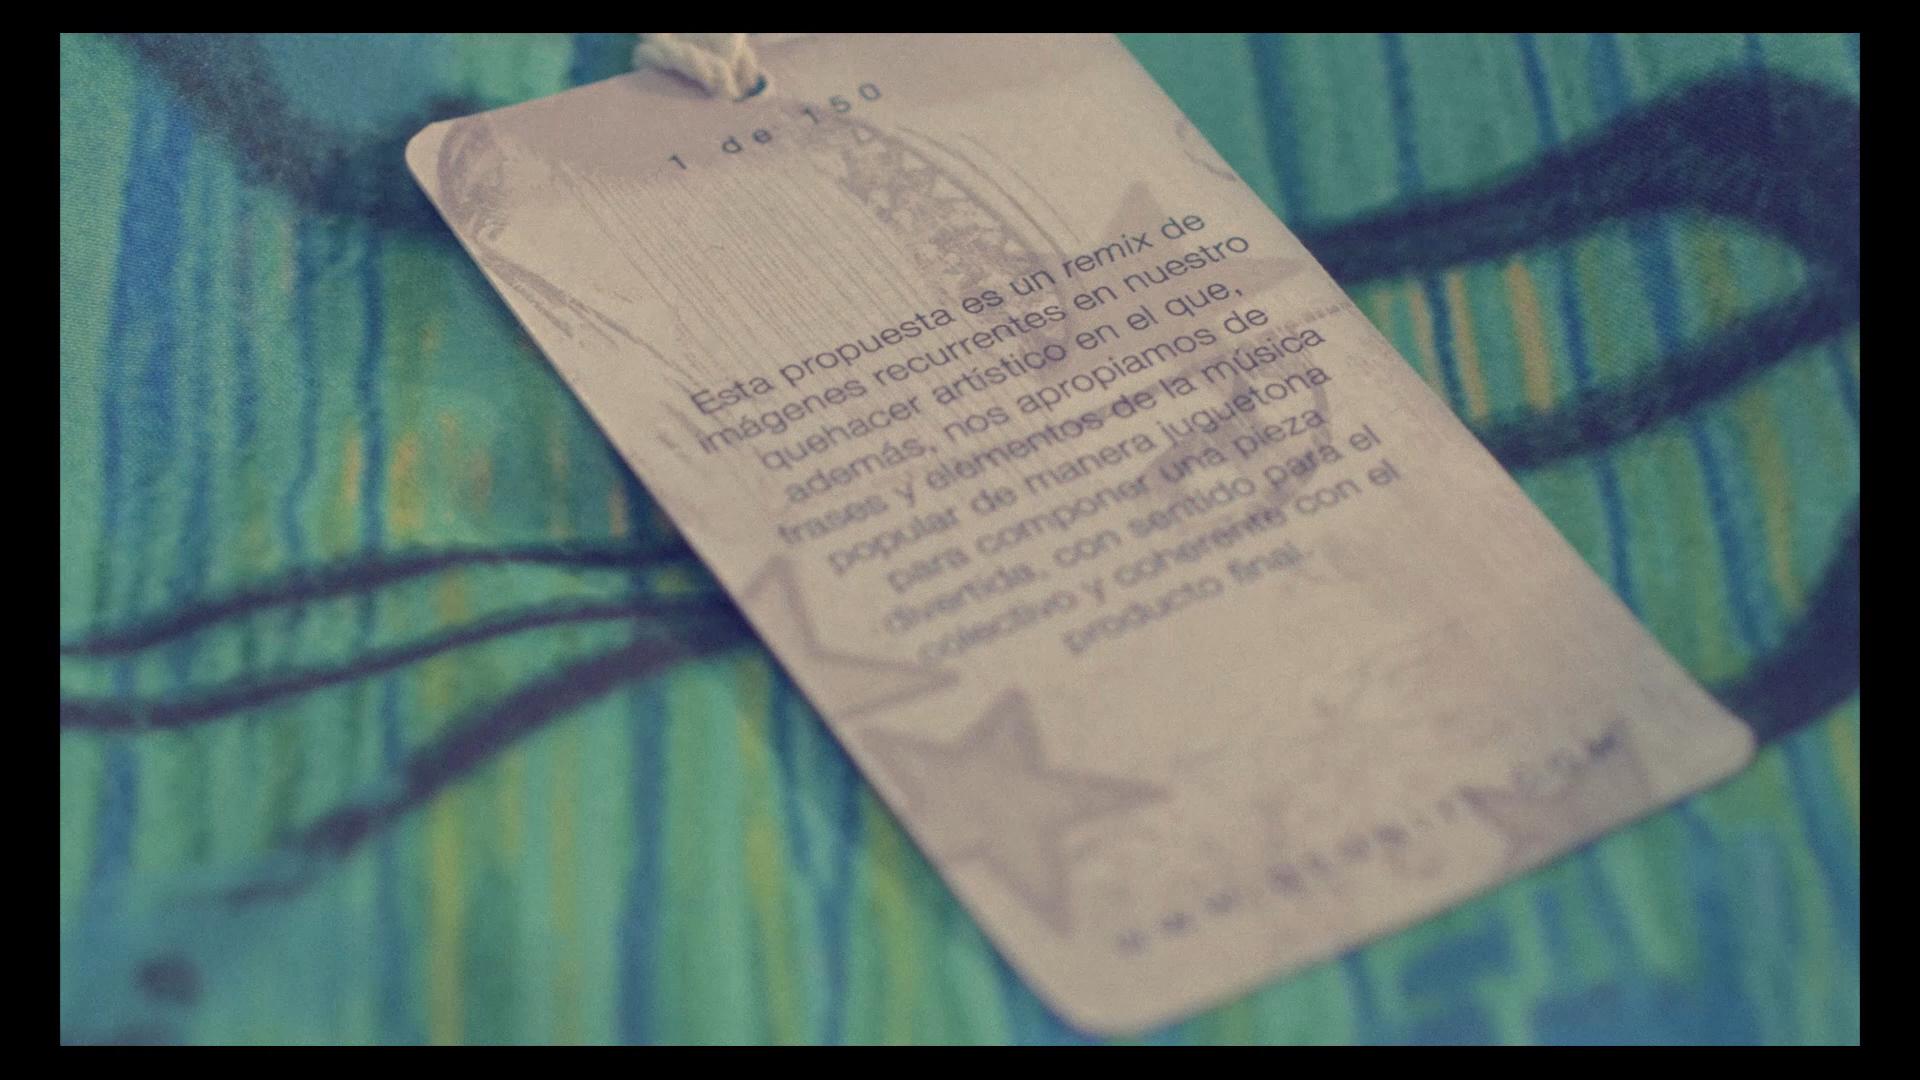 1 de 150
Esta propuesta es un remix de
imágenes recurrentes en nuestro
quehacer artístico en el que,
además, nos apropiamos de
frases y elementos de la música
popular de manera juguetona
para componer una pieza
divertida, con sentido para el
colectivo y coherente con el
producto final.